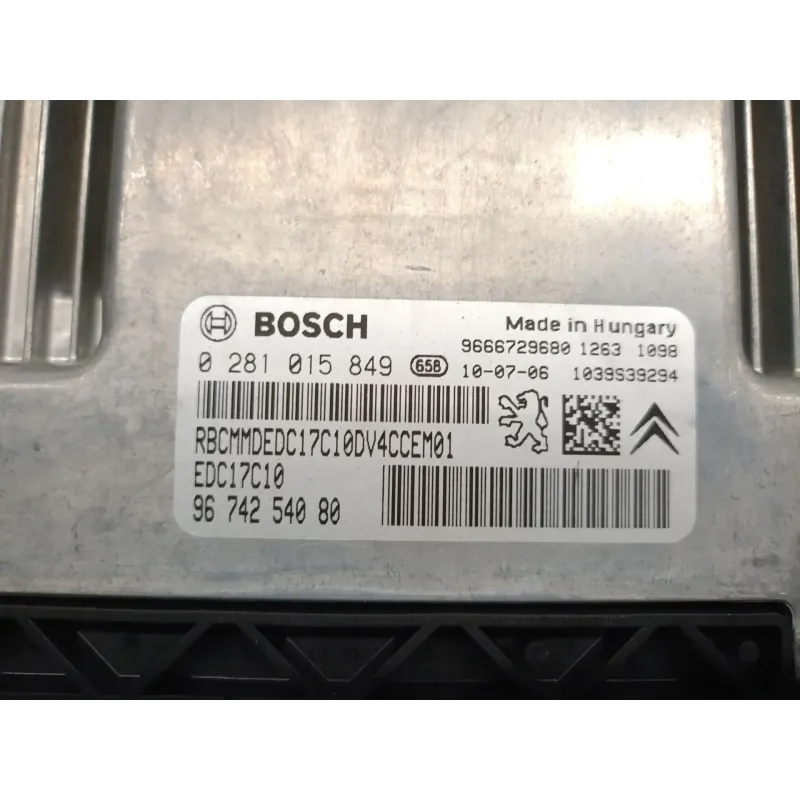 BOSCH
Made in Hungary
9666729680 1263 1098
0 281 015 849 65B 10-07-06 1039S39294
RBCMMDEDC17C10DV4CCEM01
EDC17C10
96 742 540 80